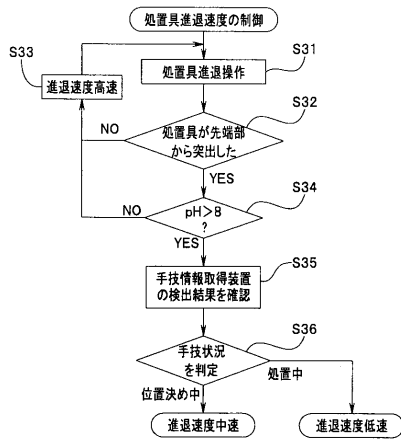 処置具進退速度の制御
S31
処置具進退操作
S33
進退速度高速
S32
処置具が先端部
から突出した
NO
YES
S34
pH＞8
?
NO
YES
S35
手技情報取得装置
の検出結果を確認
S36
手技状況
を判定
処置中
位置決め中
進退速度中速
進退速度低速